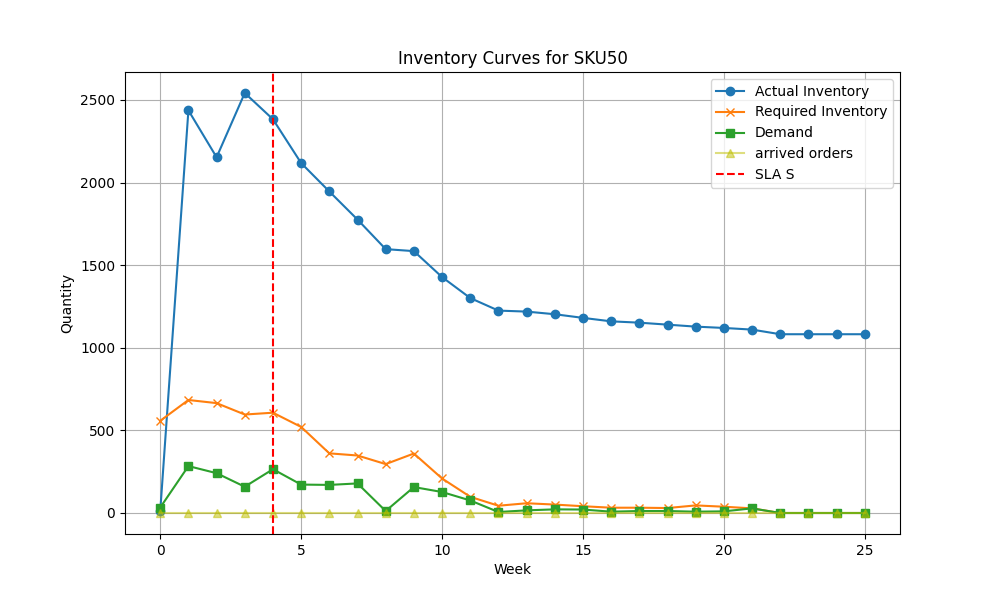 Inventory Curves for SKU50
Actual Inventory
Required Inventory
Demand
arrived orders
SLA S
Quantity
2500
2000
1500
1000
500
0
0 5 10 15 20 25
Week